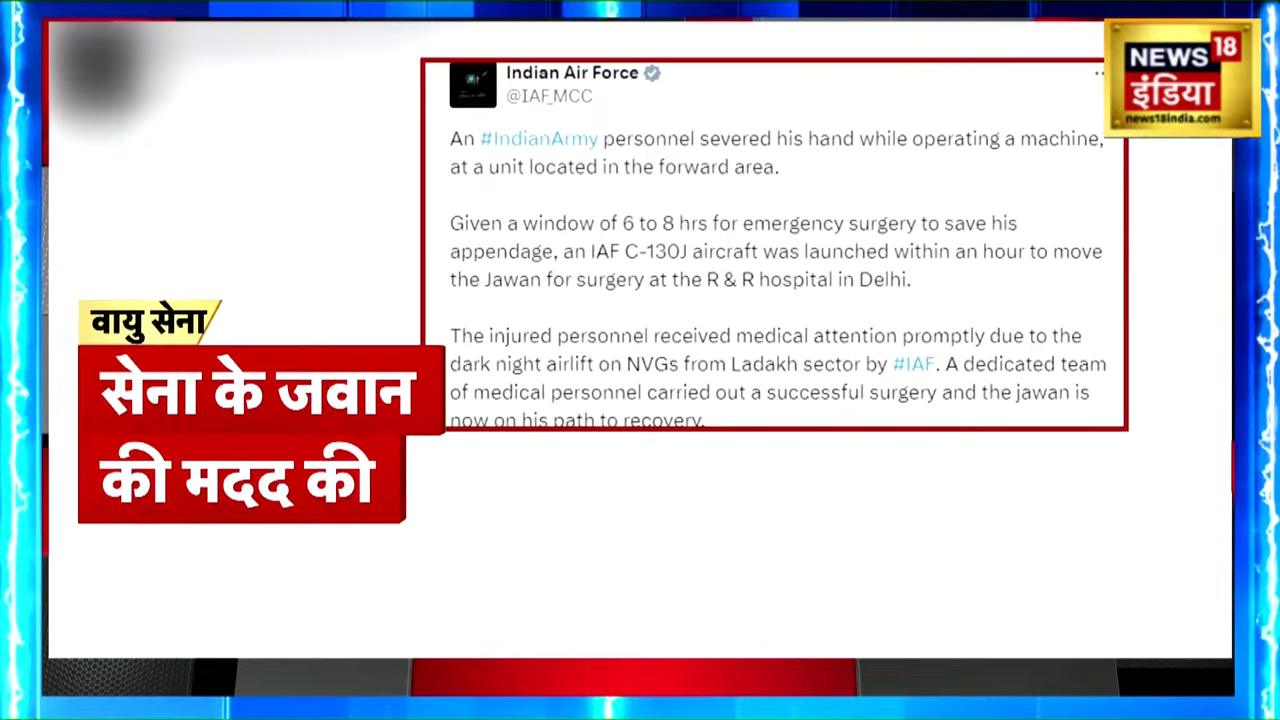 NEWS 18
इंडिया
news18india.com
Indian Air Force
@IAF_MCC
An #IndianArmy personnel severed his hand while operating a machine,
at a unit located in the forward area.
Given a window of 6 to 8 hrs for emergency surgery to save his
appendage, an IAF C-130J aircraft was launched within an hour to move
the Jawan for surgery at the R & R hospital in Delhi.
The injured personnel received medical attention promptly due to the
dark night airlift on NVGs from Ladakh sector by #IAF. A dedicated team
of medical personnel carried out a successful surgery and the jawan is
now on his path to recovery.
वायु सेना
सेना के जवान
की मदद की